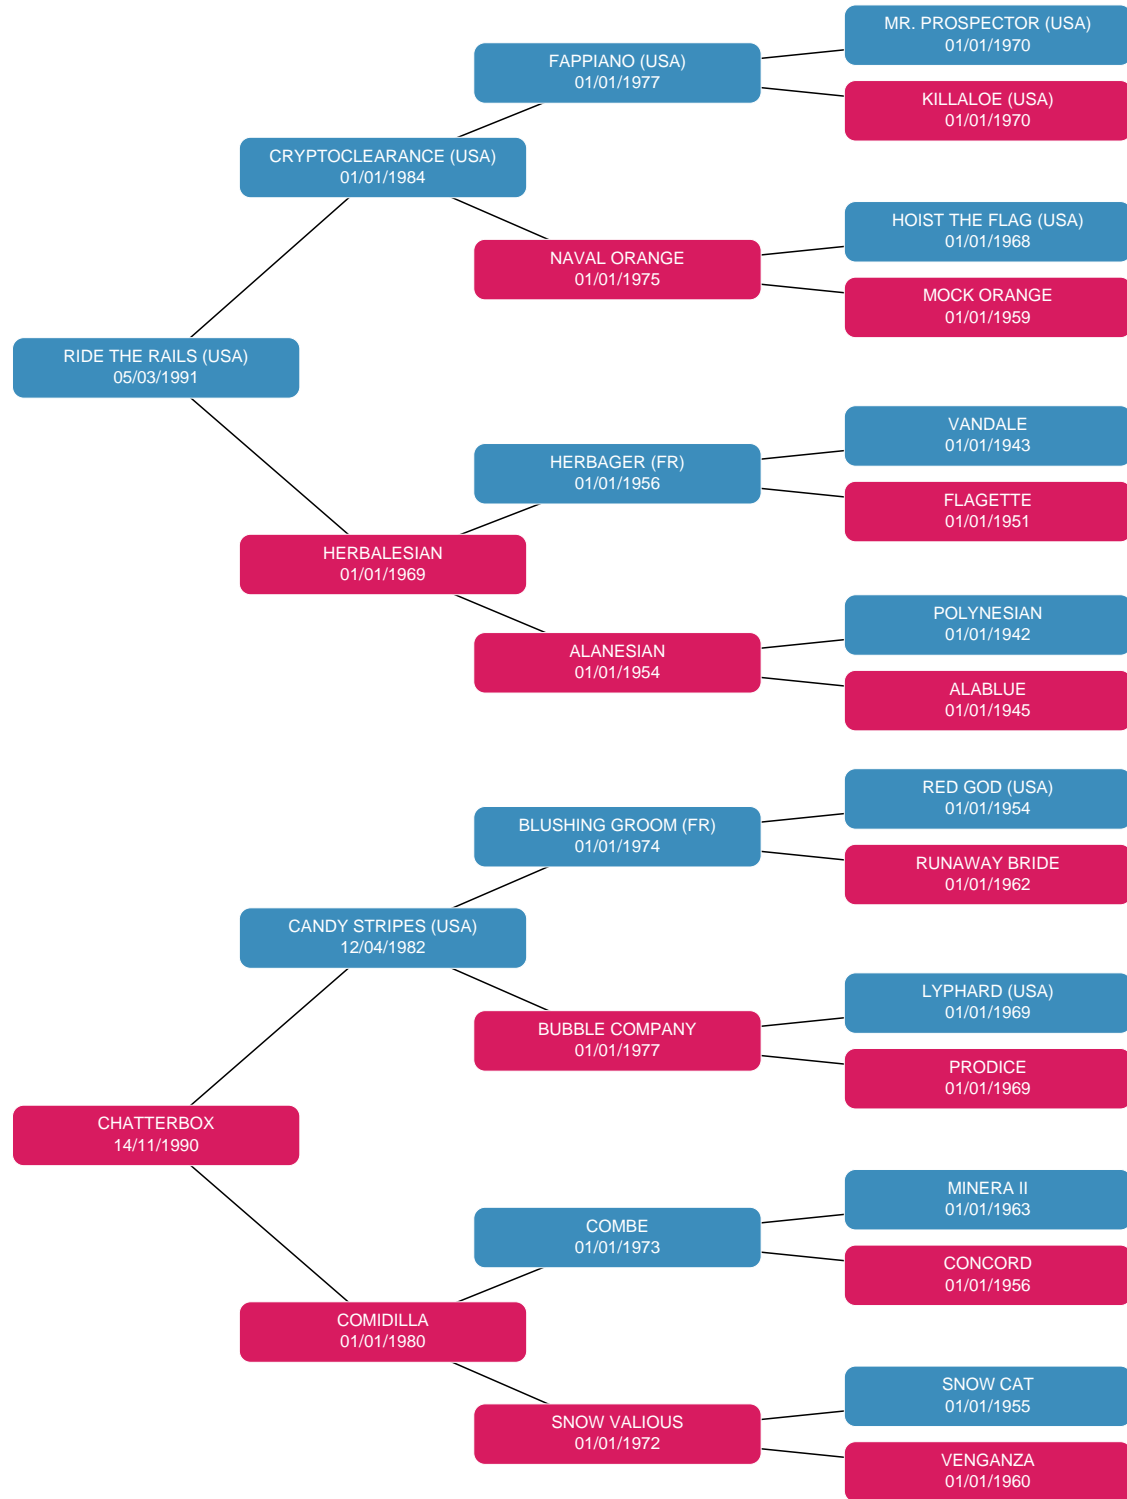 MR. PROSPECTOR (USA)
01/01/1970
FAPPIANO (USA)
01/01/1977
KILLALOE (USA)
01/01/1970
CRYPTOCLEARANCE (USA)
01/01/1984
HOIST THE FLAG (USA)
01/01/1968
NAVAL ORANGE
01/01/1975
MOCK ORANGE
01/01/1959
RIDE THE RAILS (USA)
05/03/1991
VANDALE
01/01/1943
HERBAGER (FR)
01/01/1956
FLAGETTE
01/01/1951
HERBALESIAN
01/01/1969
POLYNESIAN
01/01/1942
ALANESIAN
01/01/1954
ALABLUE
01/01/1945
RED GOD (USA)
01/01/1954
BLUSHING GROOM (FR)
01/01/1974
RUNAWAY BRIDE
01/01/1962
CANDY STRIPES (USA)
12/04/1982
LYPHARD (USA)
01/01/1969
BUBBLE COMPANY
01/01/1977
PRODICE
01/01/1969
CHATTERBOX
14/11/1990
MINERA II
01/01/1963
COMBE
01/01/1973
CONCORD
01/01/1956
COMIDILLA
01/01/1980
SNOW CAT
01/01/1955
SNOW VALIOUS
01/01/1972
VENGANZA
01/01/1960